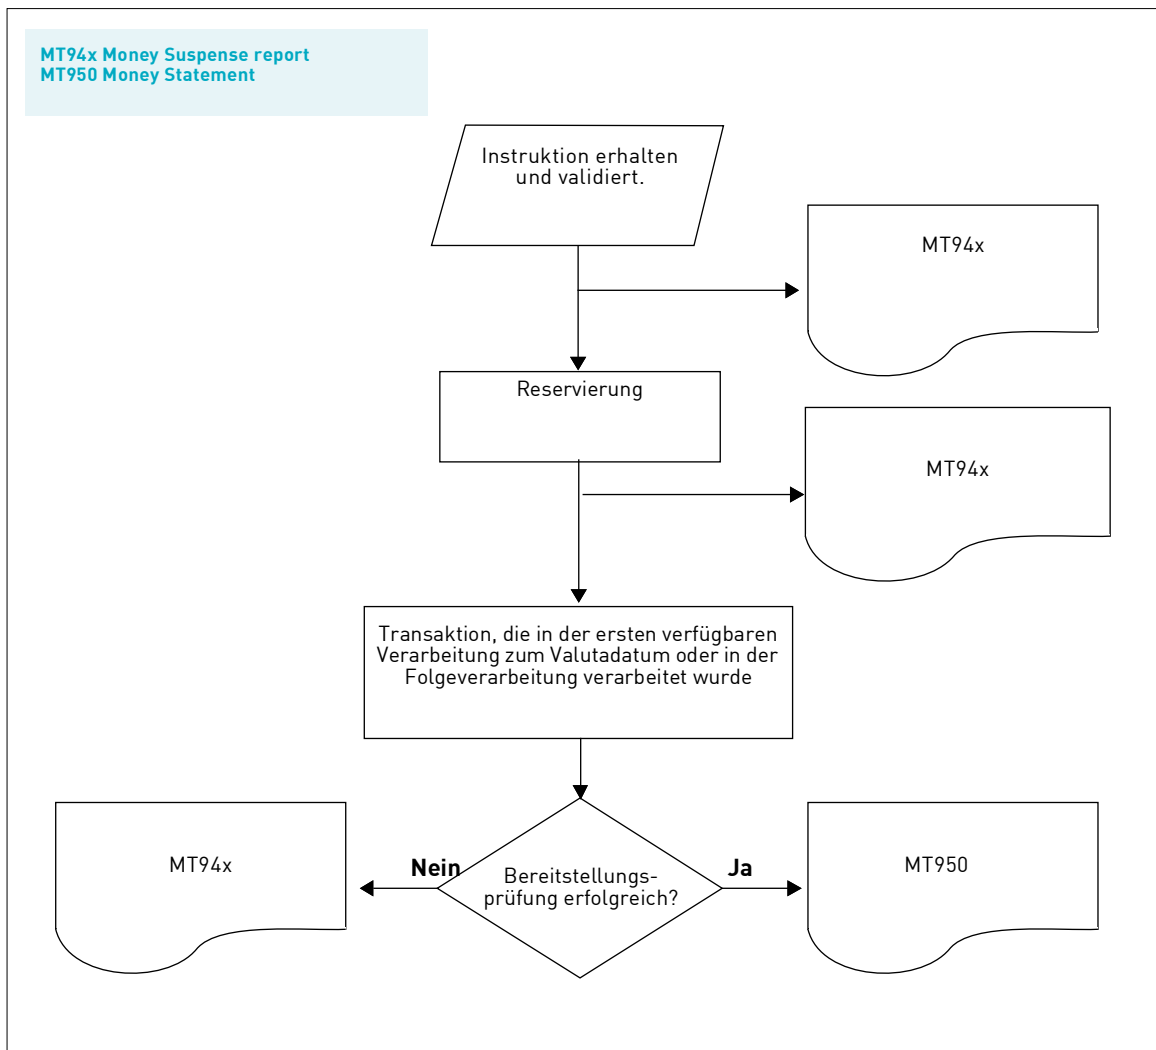 MT94x Money Suspense report
MT950 Money Statement
Instruktion erhalten
und validiert.
MT94x
Reservierung
MT94x
Transaktion, die in der ersten verfügbaren
Verarbeitung zum Valutadatum oder in der
Folgeverarbeitung verarbeitet wurde
MT94x
Nein
Bereitstellungs-
prüfung erfolgreich?
Ja
MT950